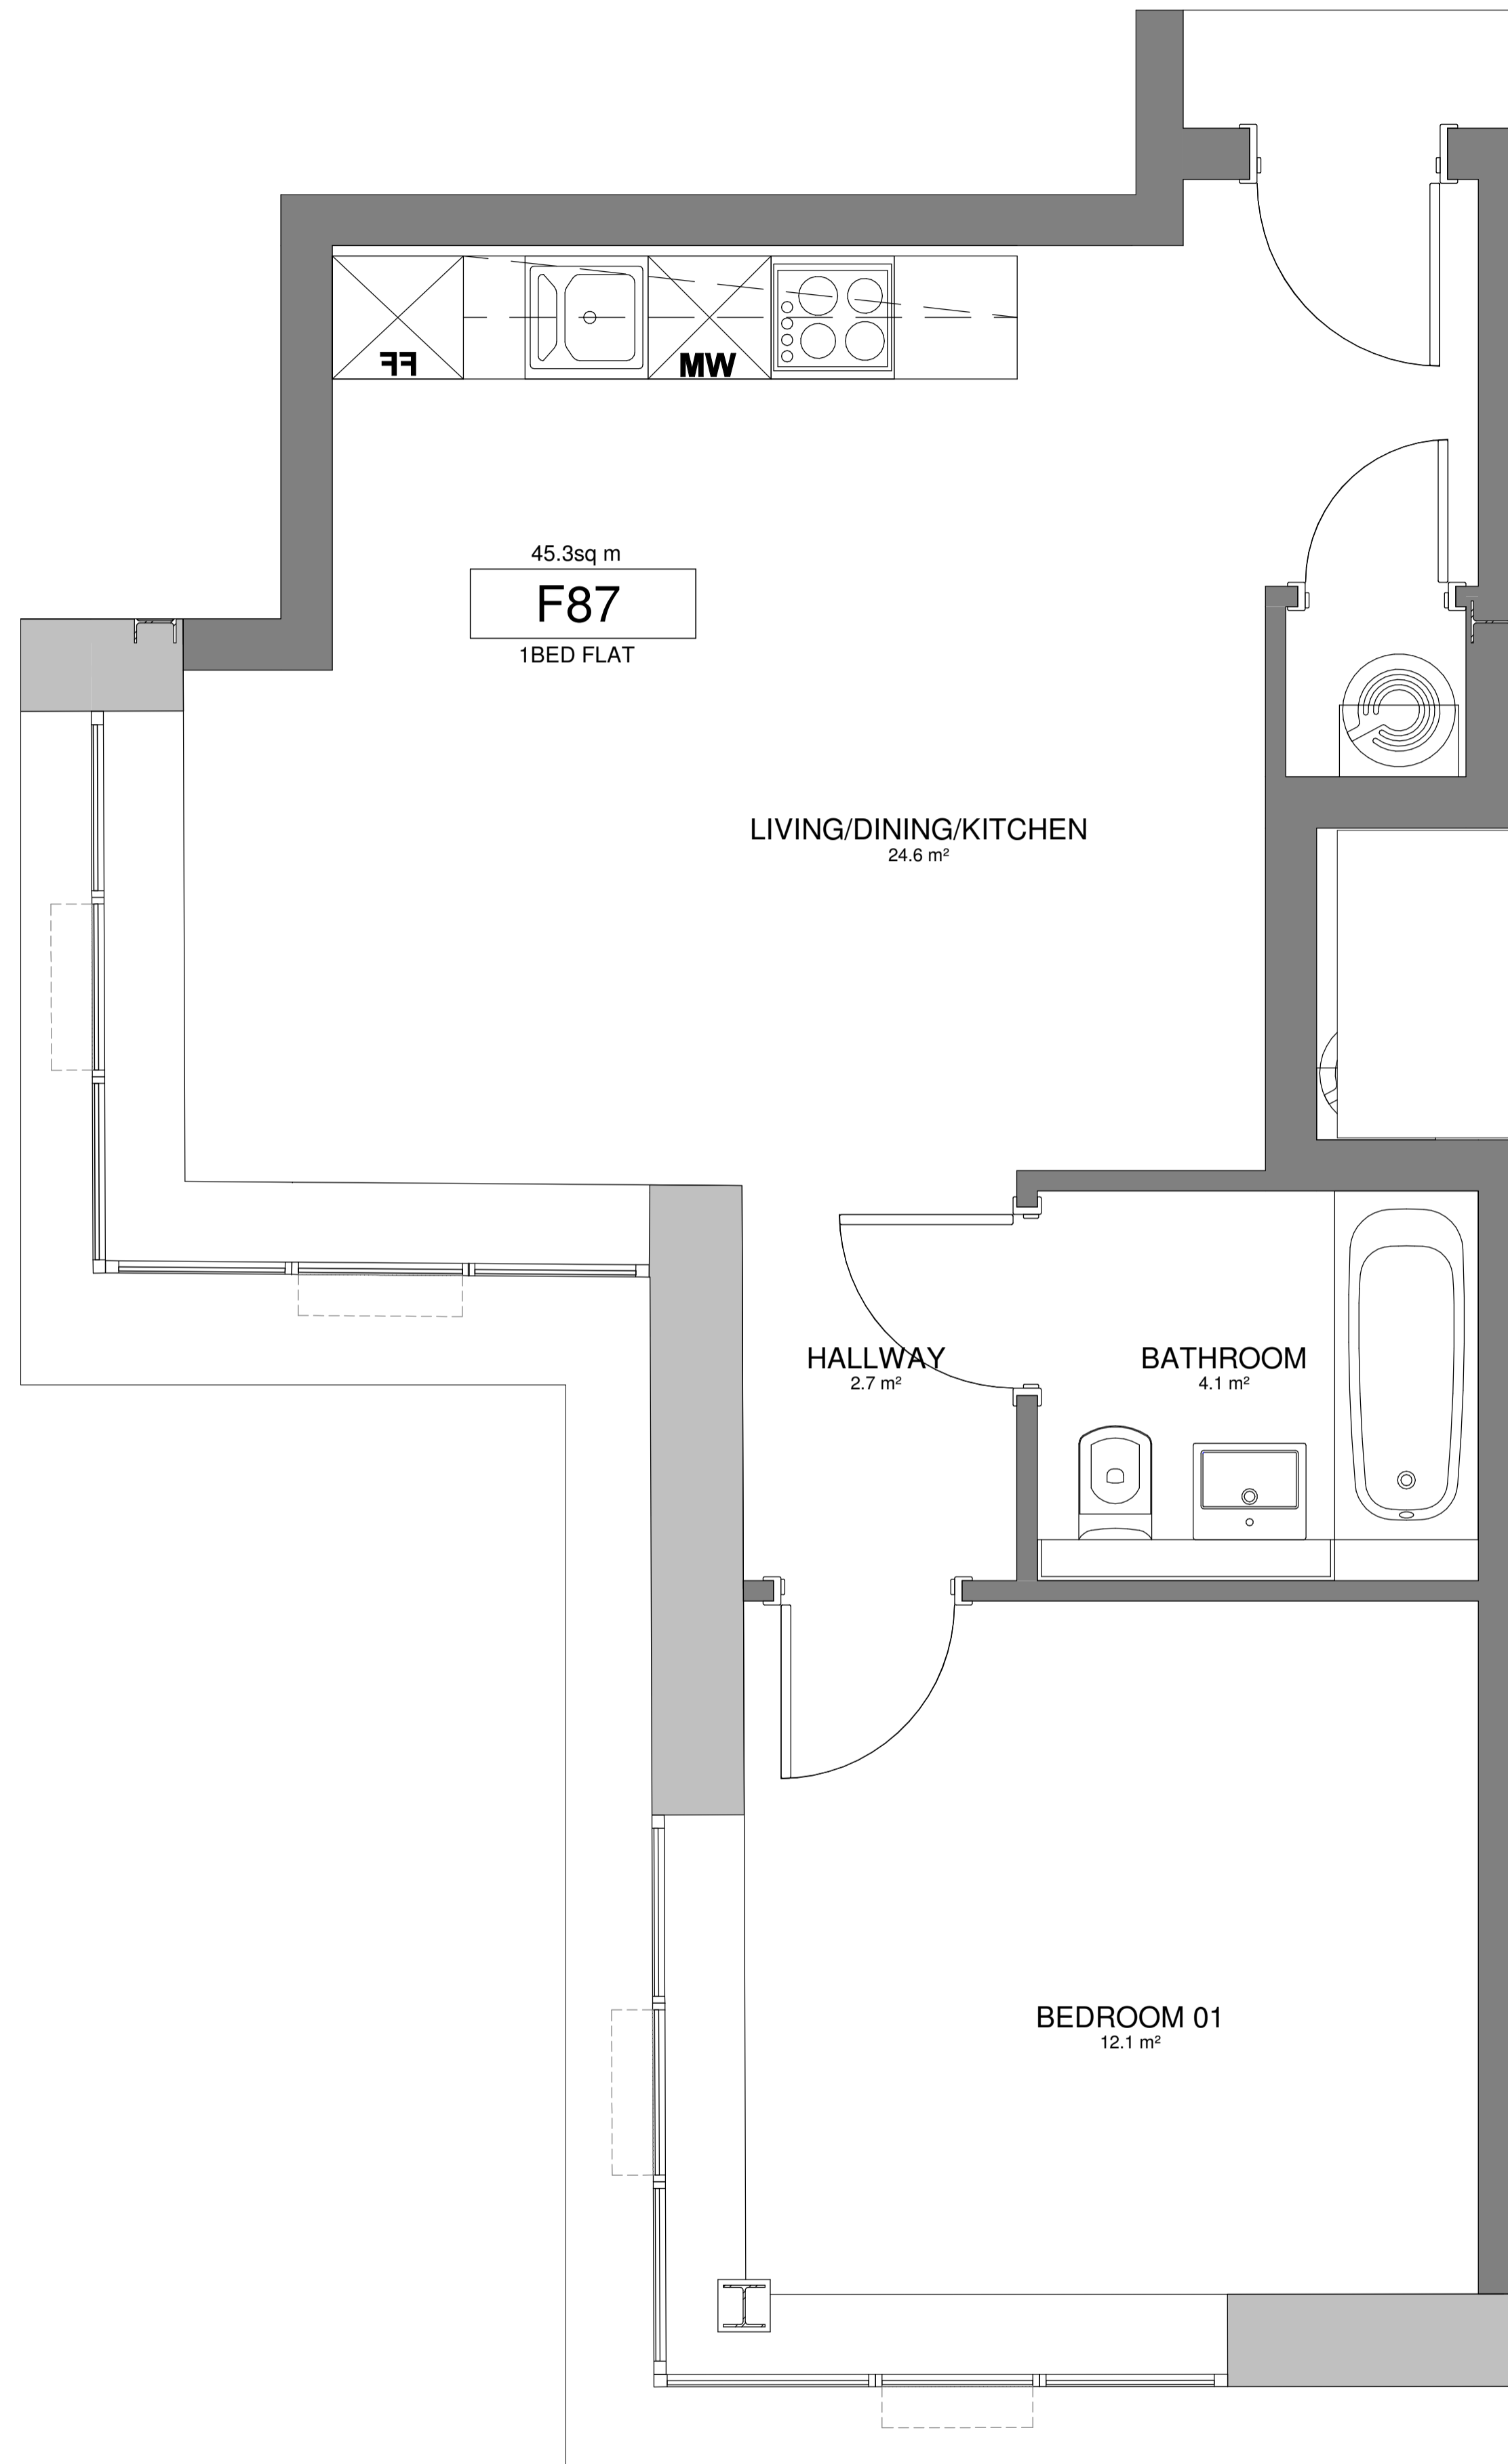 FF
WM
45.3sq m
F87
1BED FLAT
LIVING/DINING/KITCHEN
24.6 m²
HALLWAY
2.7 m²
BATHROOM
4.1 m²
BEDROOM 01
12.1 m²